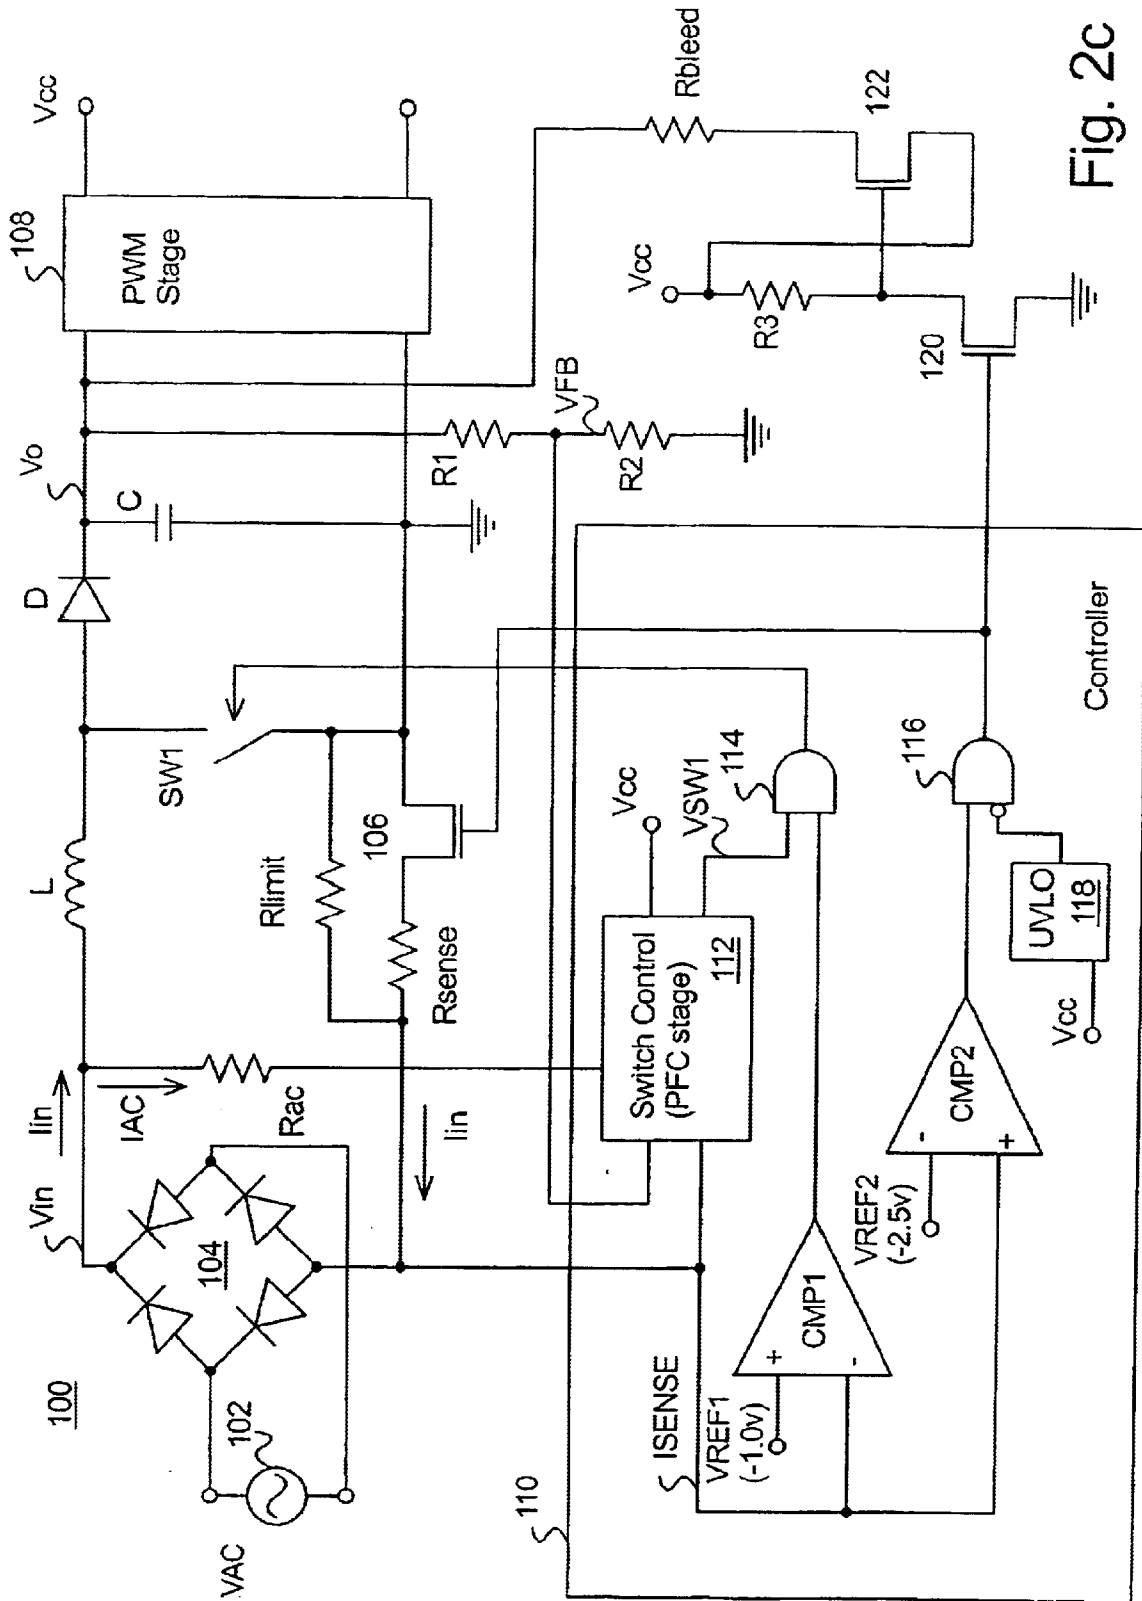 100
VAC
102
104
Vin
Iin
IAC
Rac
Iin
L
Rlimit
Rsense
106
SW1
D
C
Vo
R1
VFB
R2
108
PWM
Stage
Vcc
Rbleed
Vcc
R3
122
120
110
ISENSE
VREF1
(-1.0v)
+
-
CMP1
Switch Control
(PFC stage)
112
Vcc
VSW1
114
VREF2
(-2.5v)
-
+
CMP2
Vcc
UVLO
118
116
Controller
Fig. 2c